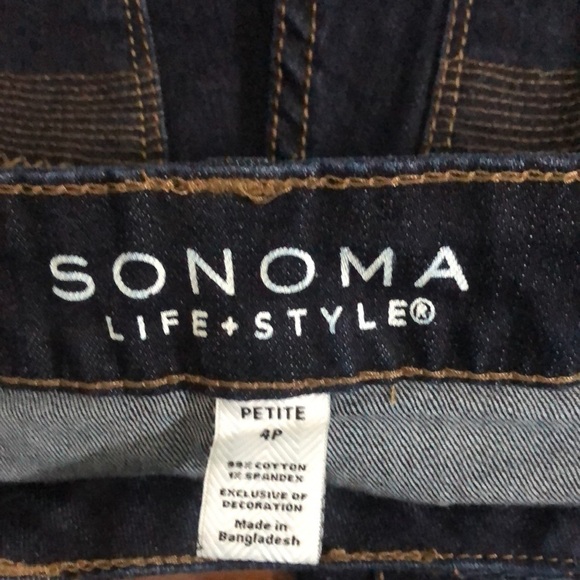 SONOMA
LIFE+STYLE®
PETITE
4P
99% COTTON
1% SPANDEX
EXCLUSIVE OF
DECORATION
Made in
Bangladesh